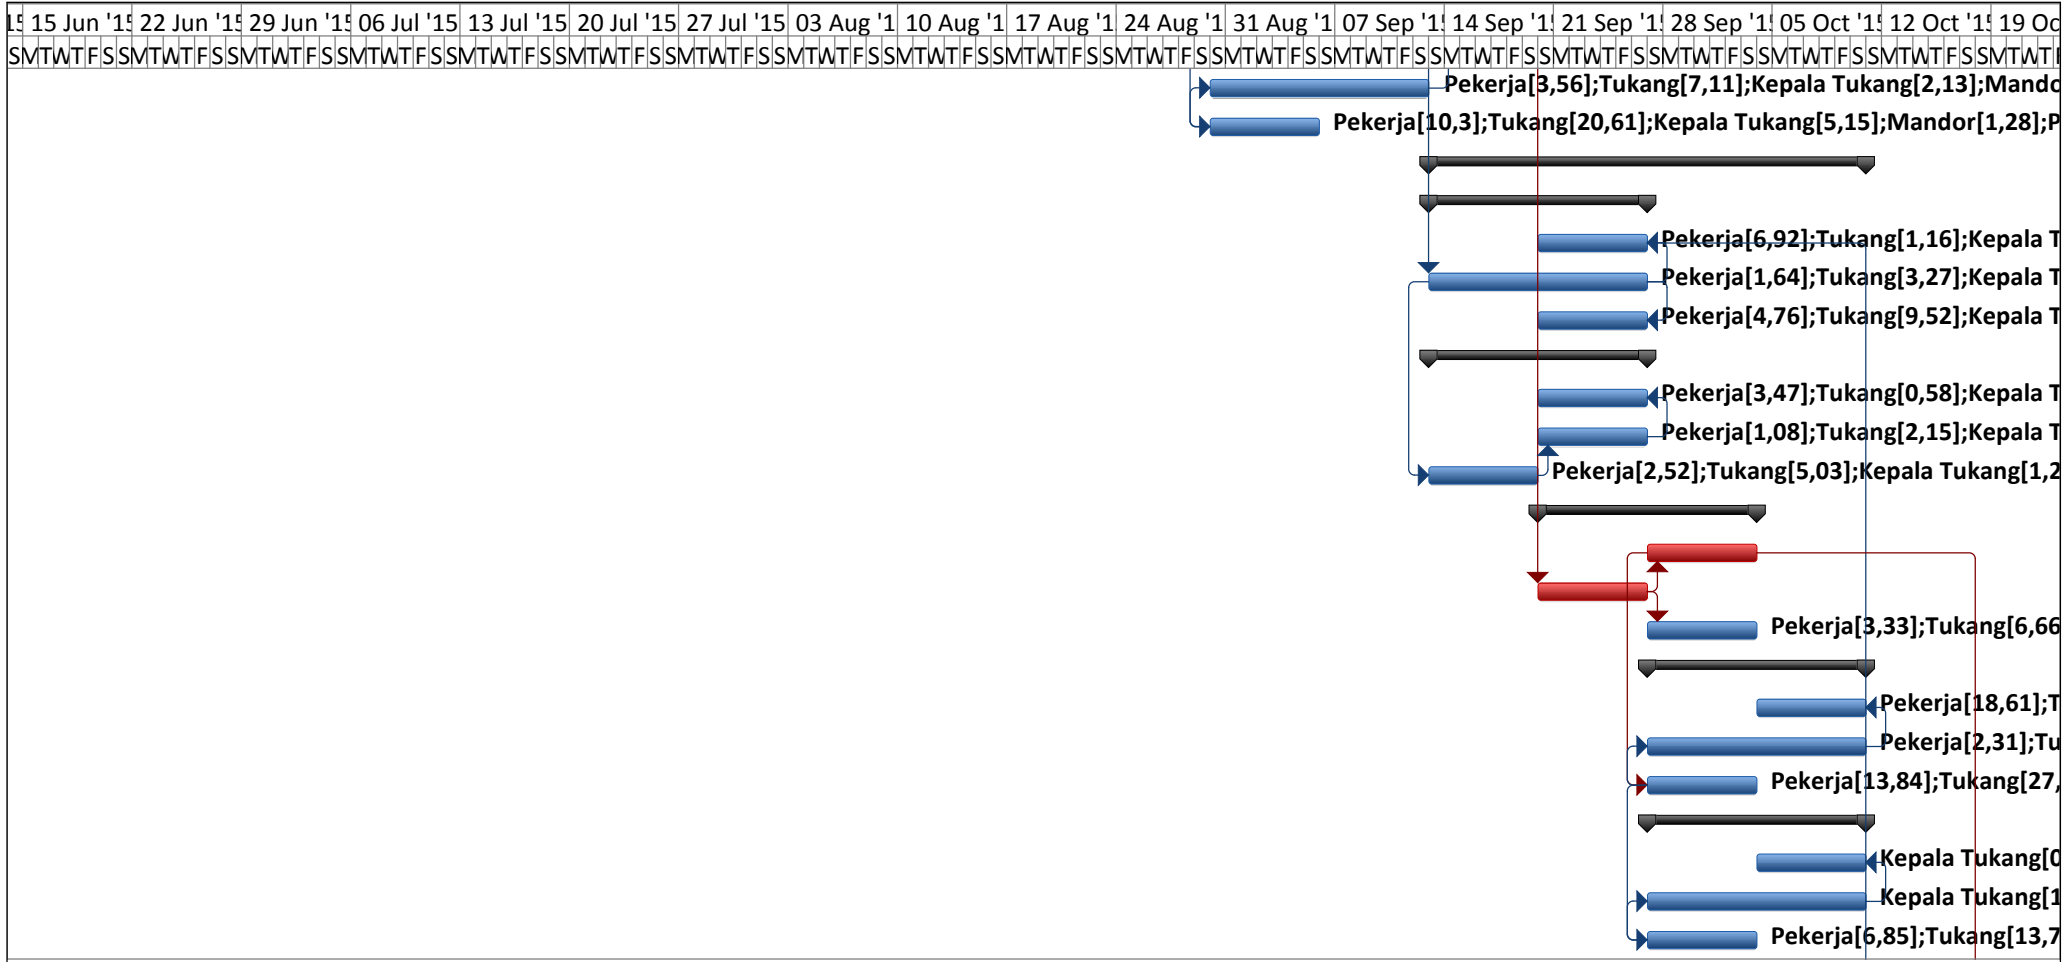 15 15 Jun '15 22 Jun '15 29 Jun '15 06 Jul '15 13 Jul '15 20 Jul '15 27 Jul '15 03 Aug '1 10 Aug '1 17 Aug '1 24 Aug '1 31 Aug '1 07 Sep '15 14 Sep '15 21 Sep '15 28 Sep '15 05 Oct '15 12 Oct '15 19 Oc
S M T W T F S S M T W T F S S M T W T F S S M T W T F S S M T W T F S S M T W T F S S M T W T F S S M T W T F S S M T W T F S S M T W T F S S M T W T F S S M T W T F S S M T W T F S S M T W T F S S M T W T F S S M T W T F S S M T W T F S S M T W T F S S M T W T F
Pekerja[3,56];Tukang[7,11];Kepala Tukang[2,13];Mando
Pekerja[10,3];Tukang[20,61];Kepala Tukang[5,15];Mandor[1,28];P
Pekerja[6,92];Tukang[1,16];Kepala T
Pekerja[1,64];Tukang[3,27];Kepala T
Pekerja[4,76];Tukang[9,52];Kepala T
Pekerja[3,47];Tukang[0,58];Kepala T
Pekerja[1,08];Tukang[2,15];Kepala T
Pekerja[2,52];Tukang[5,03];Kepala Tukang[1,2
Pekerja[3,33];Tukang[6,66
Pekerja[18,61];T
Pekerja[2,31];Tu
Pekerja[13,84];Tukang[27,
Kepala Tukang[0
Kepala Tukang[1
Pekerja[6,85];Tukang[13,7